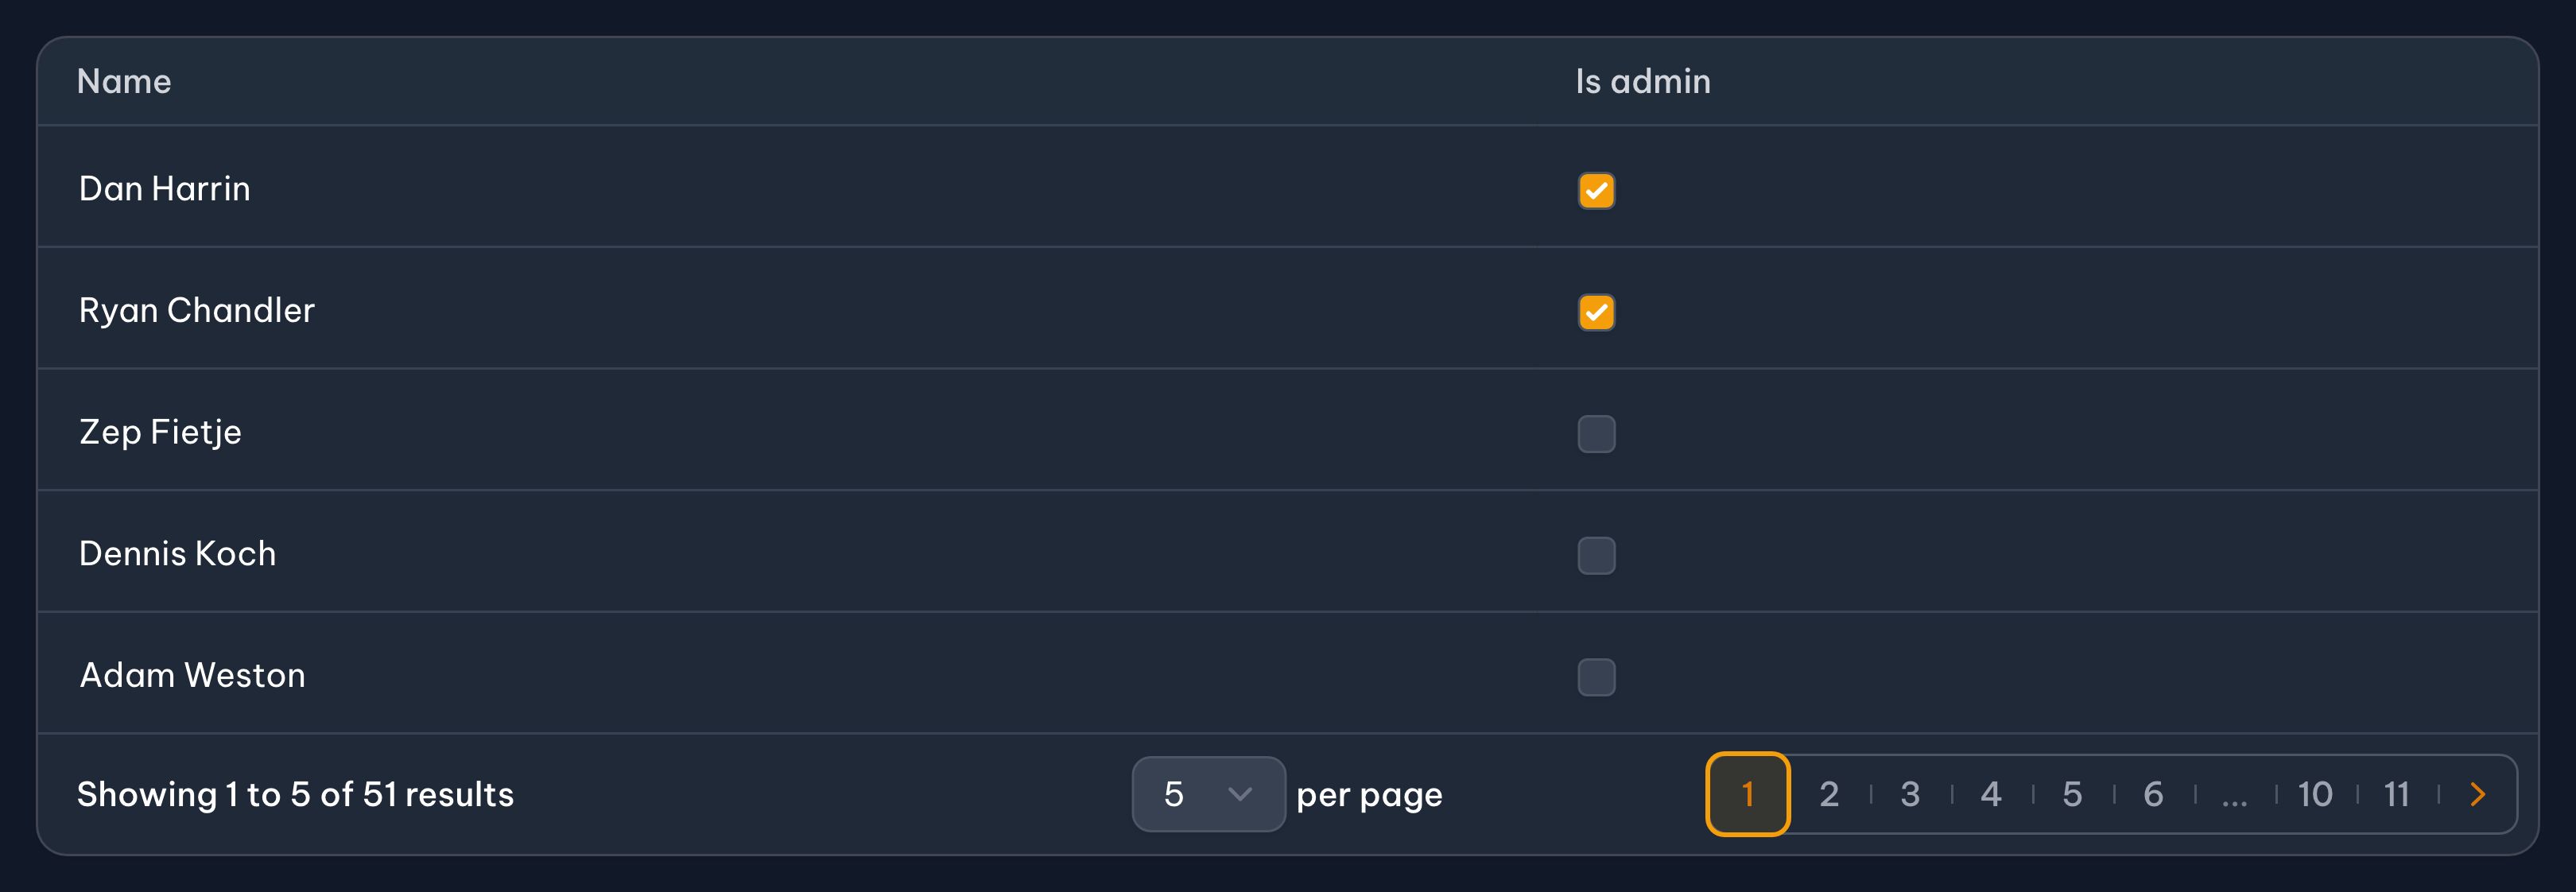 Name Is admin
Dan Harrin
Ryan Chandler
Zep Fietje
Dennis Koch
Adam Weston
Showing 1 to 5 of 51 results 5 per page 1 2 3 4 5 6 ... 10 11